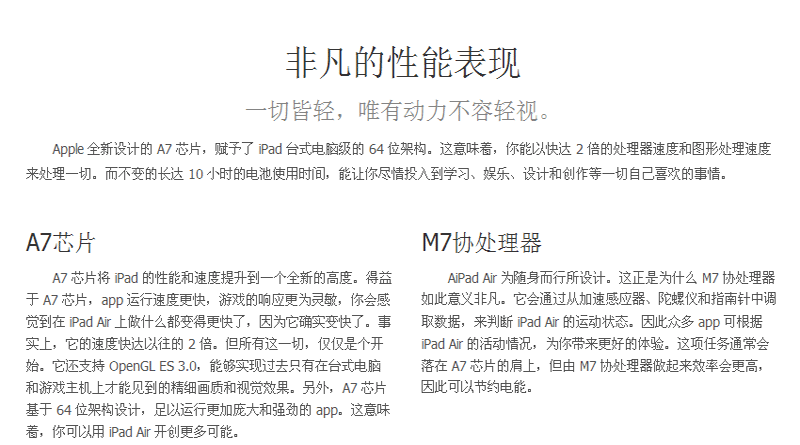 非凡的性能表现
一切皆轻，唯有动力不容轻视。
Apple 全新设计的 A7 芯片，赋予了 iPad 台式电脑级的 64 位架构。这意味着，你能以快达 2 倍的处理器速度和图形处理速度
来处理一切。而不变的长达 10 小时的电池使用时间，能让你尽情投入到学习、娱乐、设计和创作等一切自己喜欢的事情。
A7芯片
A7 芯片将 iPad 的性能和速度提升到一个全新的高度。得益
于 A7 芯片，app 运行速度更快，游戏的响应更为灵敏，你会感
觉到在 iPad Air 上做什么都变得更快了，因为它确实变快了。事
实上，它的速度快达以往的 2 倍。但所有这一切，仅仅是个开
始。它还支持 OpenGL ES 3.0，能够实现过去只有在台式电脑
和游戏主机上才能见到的精细画质和视觉效果。另外，A7 芯片
基于 64 位架构设计，足以运行更加庞大和强劲的 app。这意味
着，你可以用 iPad Air 开创更多可能。
M7协处理器
AiPad Air 为随身而行所设计。这正是为什么 M7 协处理器
如此意义非凡。它会通过从加速感应器、陀螺仪和指南针中调
取数据，来判断 iPad Air 的运动状态。因此众多 app 可根据
iPad Air 的活动情况，为你带来更好的体验。这项任务通常会
落在 A7 芯片的肩上，但由 M7 协处理器做起来效率会更高，
因此可以节约电能。